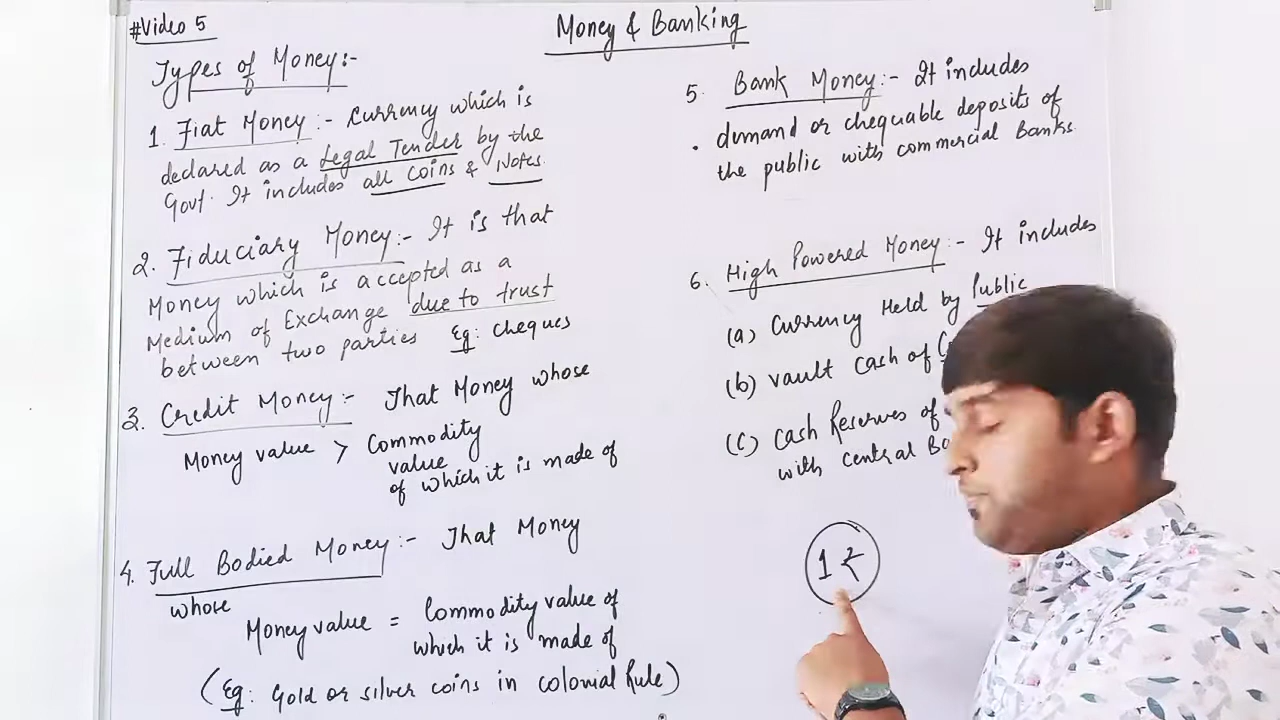 #Video 5
Money & Banking
Types of Money:-
1. Fiat Money:- Currency which is
declared as a Legal Tender by the
Govt. It includes all coins & Notes.
2. Fiduciary Money:- It is that
Money which is accepted as a
Medium of Exchange due to trust
between two parties Eg: cheques
3. Credit Money:- That Money whose
Money value > Commodity
value
of which it is made of
4. Full Bodied Money:- That Money
whose
Money value = Commodity value of
which it is made of
(Eg: Gold or silver coins in colonial Rule)
5. Bank Money:- It includes
demand or chequable deposits of
the public with commercial Banks.
6. High Powered Money:- It includes
(a) Currency Held by Public
(b) vault cash of
(c) Cash Reserves of
with central
1 ₹